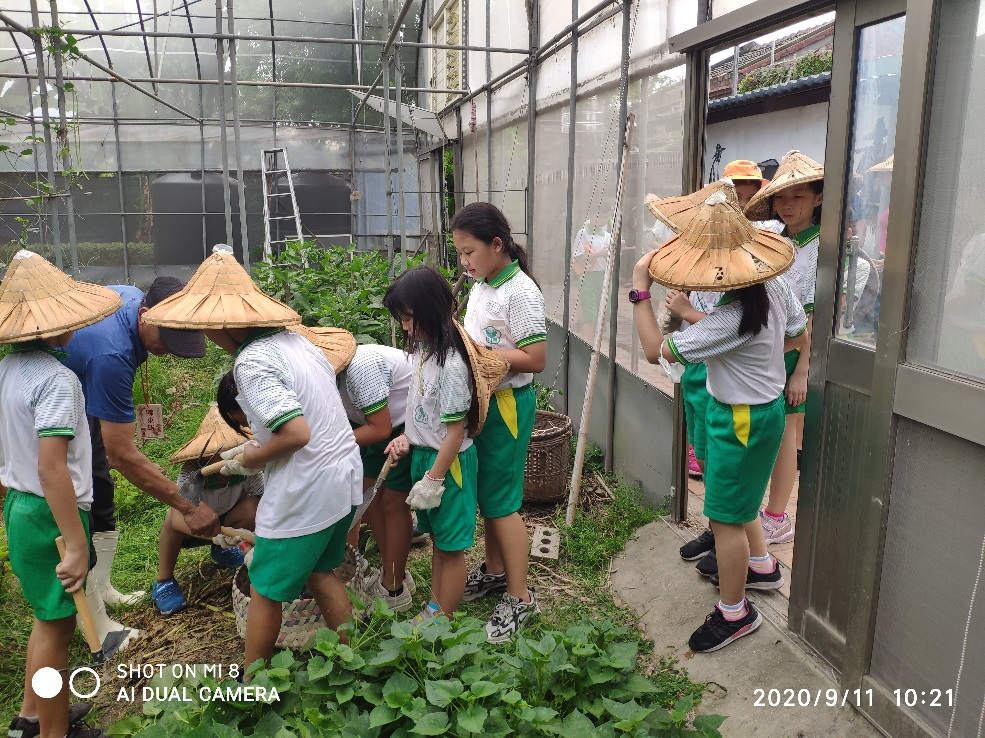 SHOT ON MI 8
AI DUAL CAMERA
2020/9/11 10:21